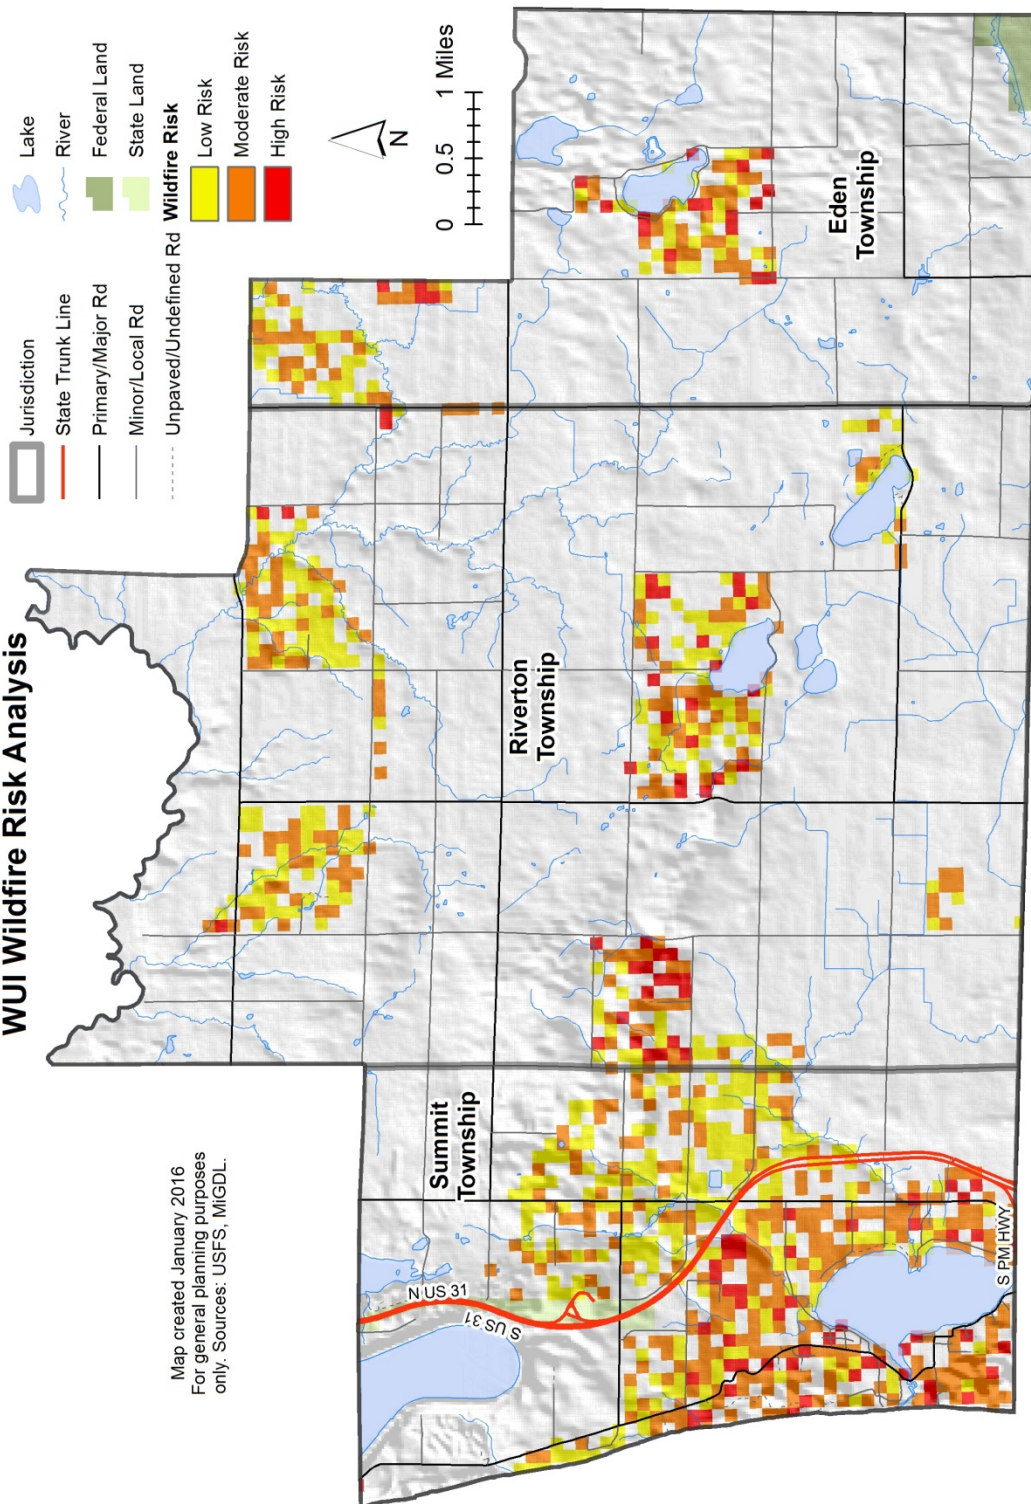 WUI Wildfire Risk Analysis
Jurisdiction
State Trunk Line
Primary/Major Rd
Minor/Local Rd
Unpaved/Undefined Rd
Lake
River
Federal Land
State Land
Wildfire Risk
Low Risk
Moderate Risk
High Risk
N
0 0.5 1 Miles
Map created January 2016
For general planning purposes
only. Sources: USFS, MiGDL.
Summit
Township
Riverton
Township
Eden
Township
N US 31
S US 31
S PM HWY